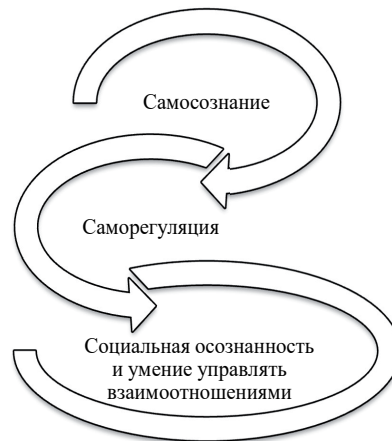 Самосознание
Саморегуляция
Социальная осознанность
и умение управлять
взаимоотношениями